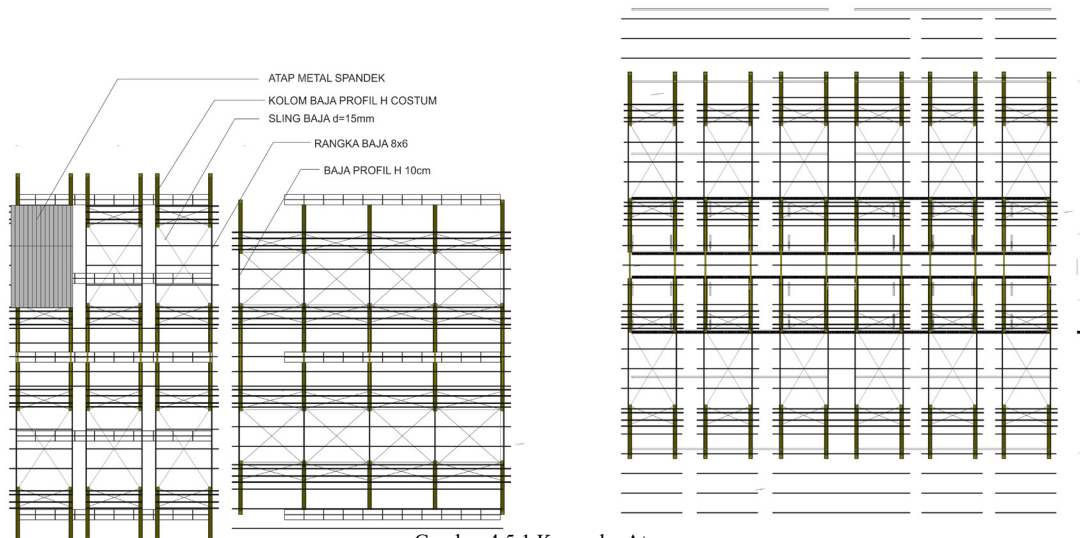 ATAP METAL SPANDEK
KOLOM BAJA PROFIL H COSTUM
SLING BAJA d=15mm
RANGKA BAJA 8x6
BAJA PROFIL H 10cm